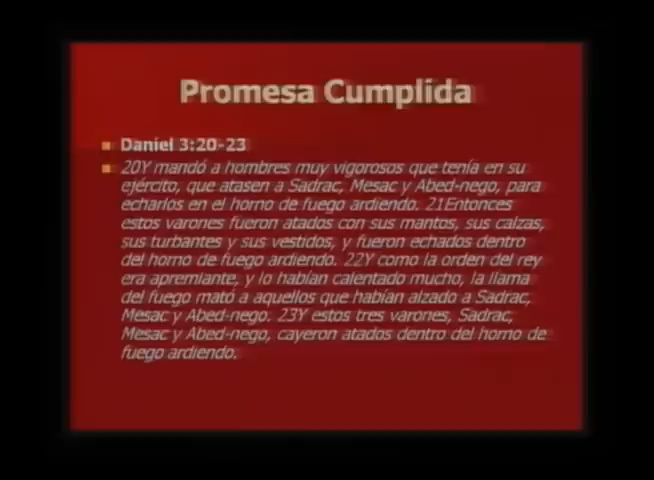 Promesa Cumplida
Daniel 3:20-23
20Y mandó a hombres muy vigorosos que tenía en su
ejército, que atasen a Sadrac, Mesac y Abed-nego, para
echarlos en el horno de fuego ardiendo. 21Entonces
estos varones fueron atados con sus mantos, sus calzas,
sus turbantes y sus vestidos, y fueron echados dentro
del horno de fuego ardiendo. 22Y como la orden del rey
era apremiante, y lo habían calentado mucho, la llama
del fuego mató a aquellos que habían alzado a Sadrac,
Mesac y Abed-nego. 23Y estos tres varones, Sadrac,
Mesac y Abed-nego, cayeron atados dentro del horno de
fuego ardiendo.